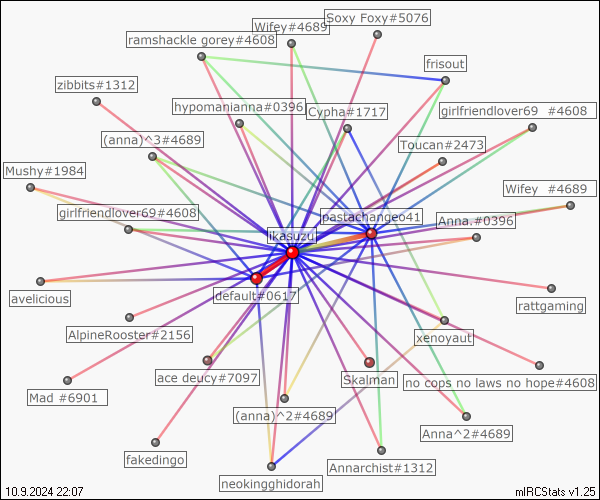 Soxy Foxy#5076
Wifey#4689
ramshackle gorey#4608
frisout
zibbits#1312
hypomanianna#0396
Cypha#1717
girlfriendlover69 #4608
(anna)^3#4689
Toucan#2473
Mushy#1984
Wifey #4689
girlfriendlover69#4608
pastachangeo41
Anna.#0396
ikasuzu
default#0617
avelicious
rattgaming
AlpineRooster#2156
xenoyaut
ace deucy#7097
Skalman
no cops no laws no hope#4608
Mad #6901
(anna)^2#4689
Anna^2#4689
fakedingo
Annarchist#1312
neokingghidorah
10.9.2024 22:07
mIRCStats v1.25